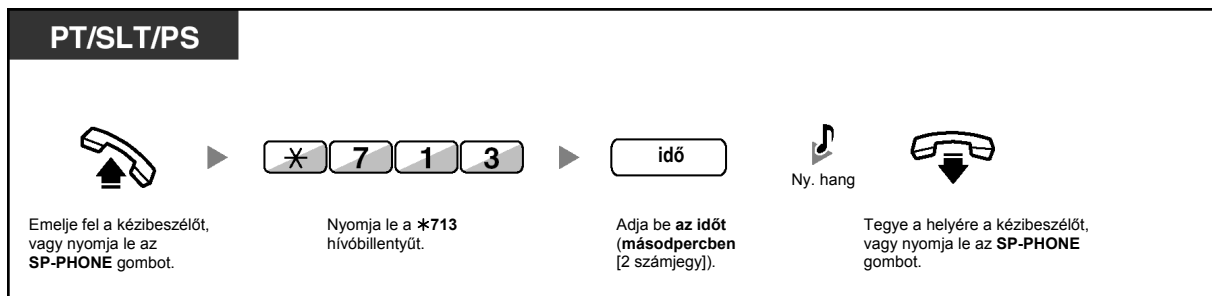 PT/SLT/PS
✳ 7 1 3
idő
Ny. hang
Emelje fel a kézibeszélőt,
vagy nyomja le az
SP-PHONE gombot.
Nyomja le a ✳713
hívóbillentyűt.
Adja be az időt
(másodpercben
[2 számjegy]).
Tegye a helyére a kézibeszélőt,
vagy nyomja le az SP-PHONE
gombot.